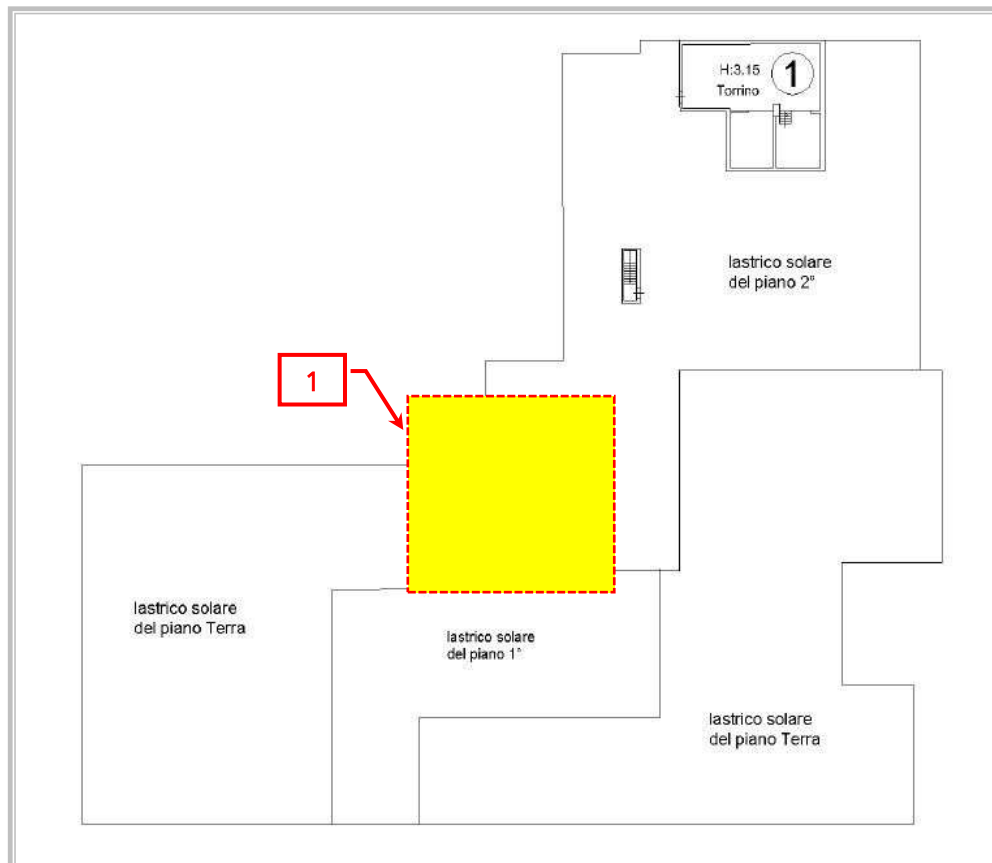 H:3.15
Torrino
1
lastrico solare
del piano 2°
1
lastrico solare
del piano Terra
lastrico solare
del piano 1°
lastrico solare
del piano Terra